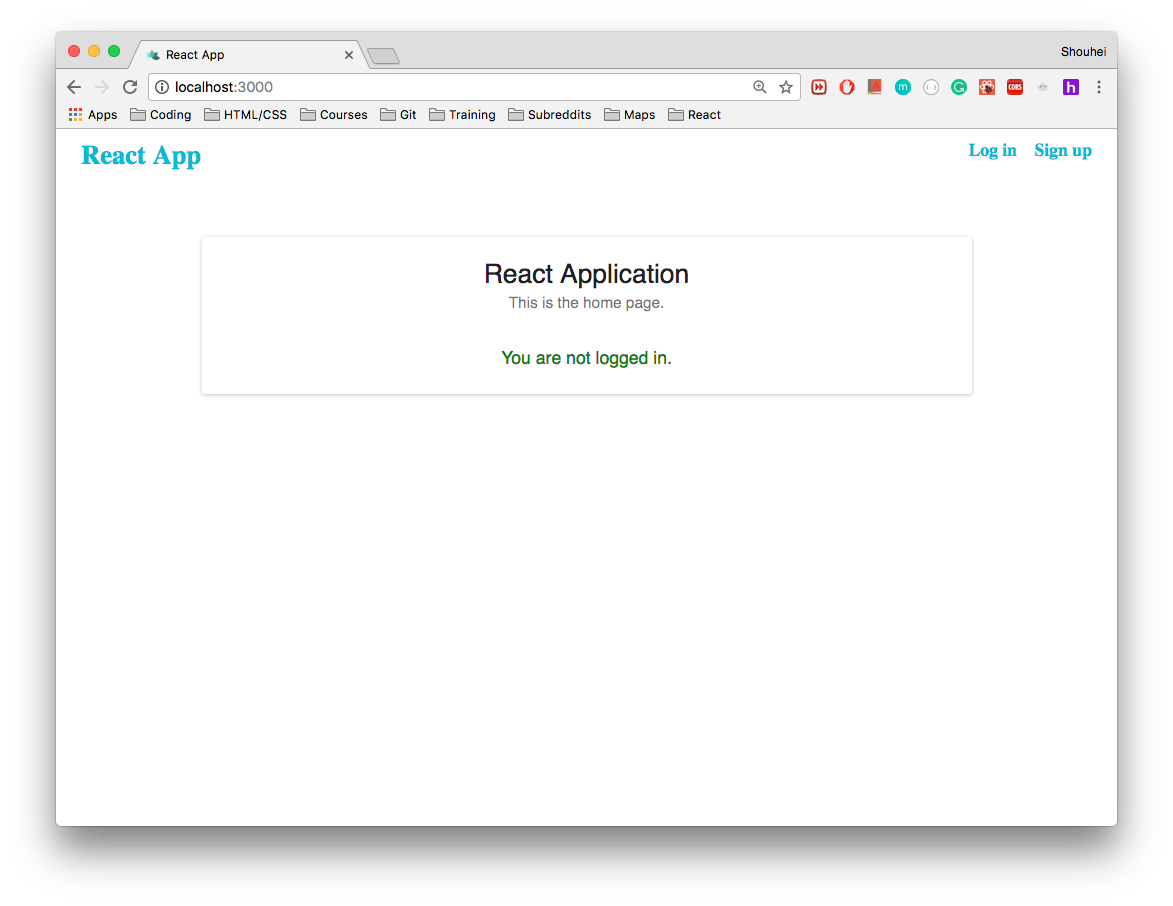 React App
Shouhei
localhost:3000
m
G
CORS
h
Apps Coding HTML/CSS Courses Git Training Subreddits Maps React
React App Log in Sign up
React Application
This is the home page.
You are not logged in.